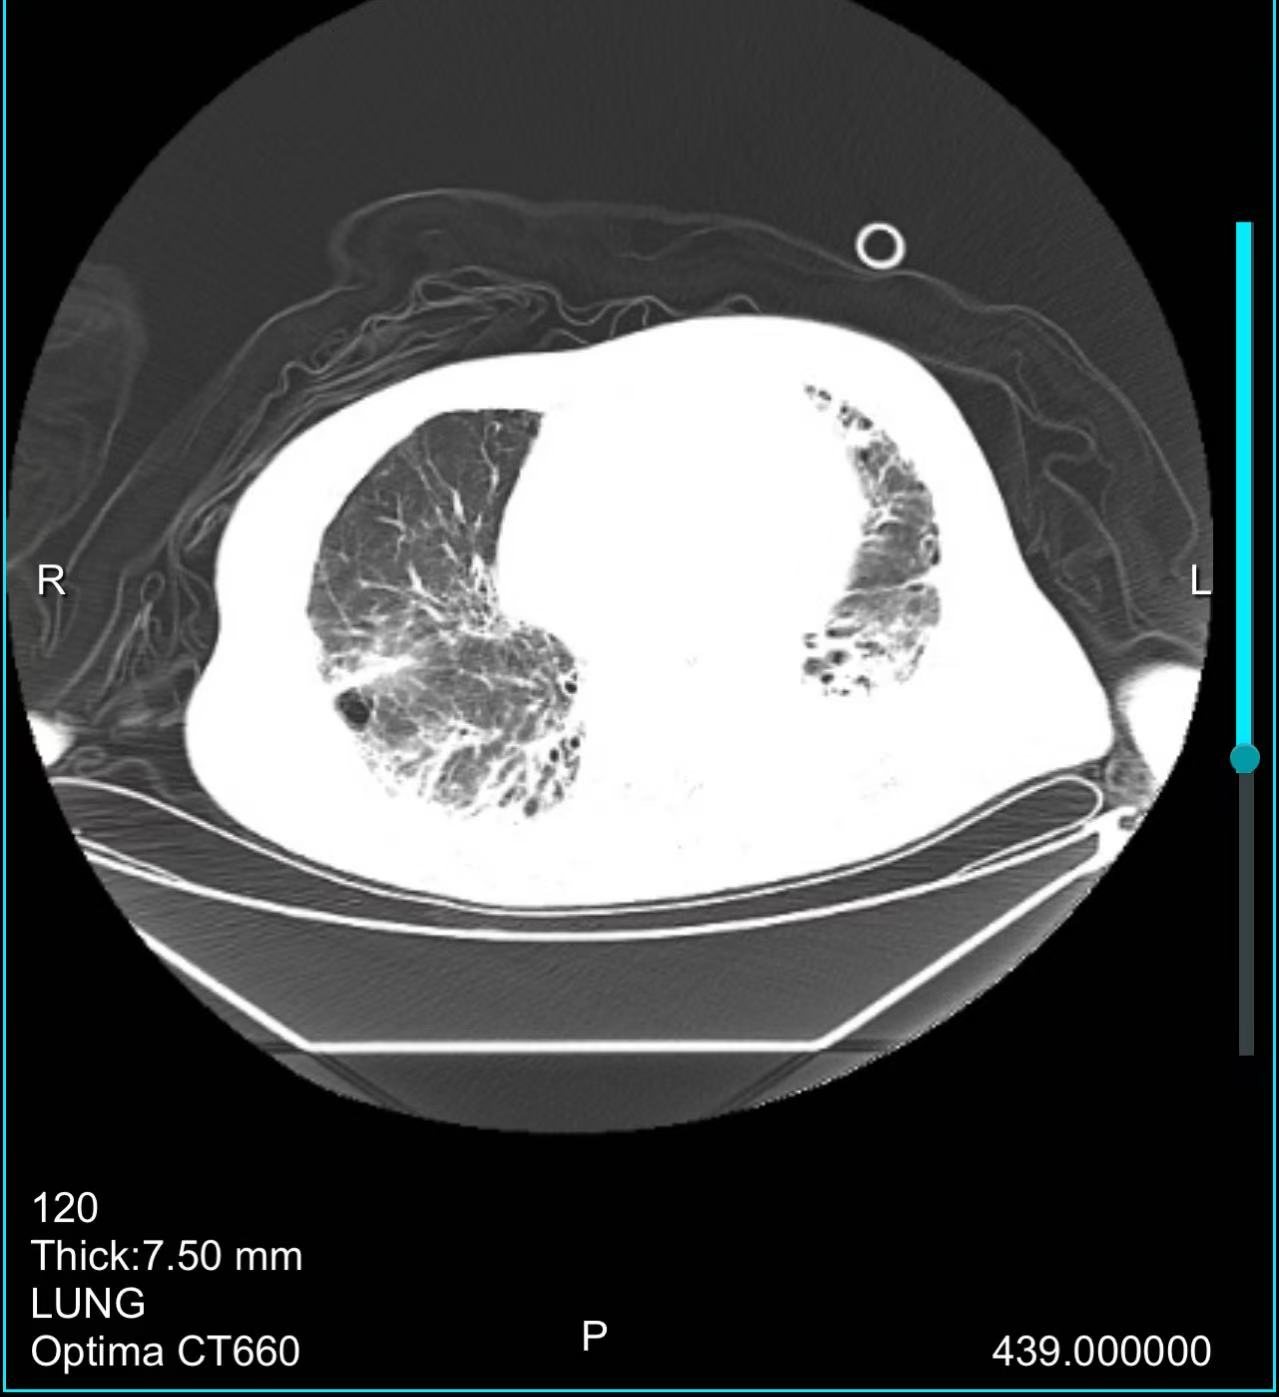 R
L
120
Thick:7.50 mm
LUNG
Optima CT660
P
439.000000